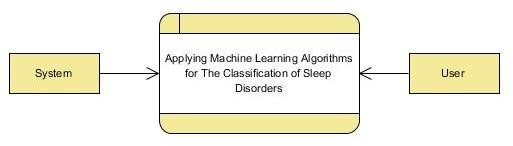 System
Applying Machine Learning Algorithms
for The Classification of Sleep
Disorders
User